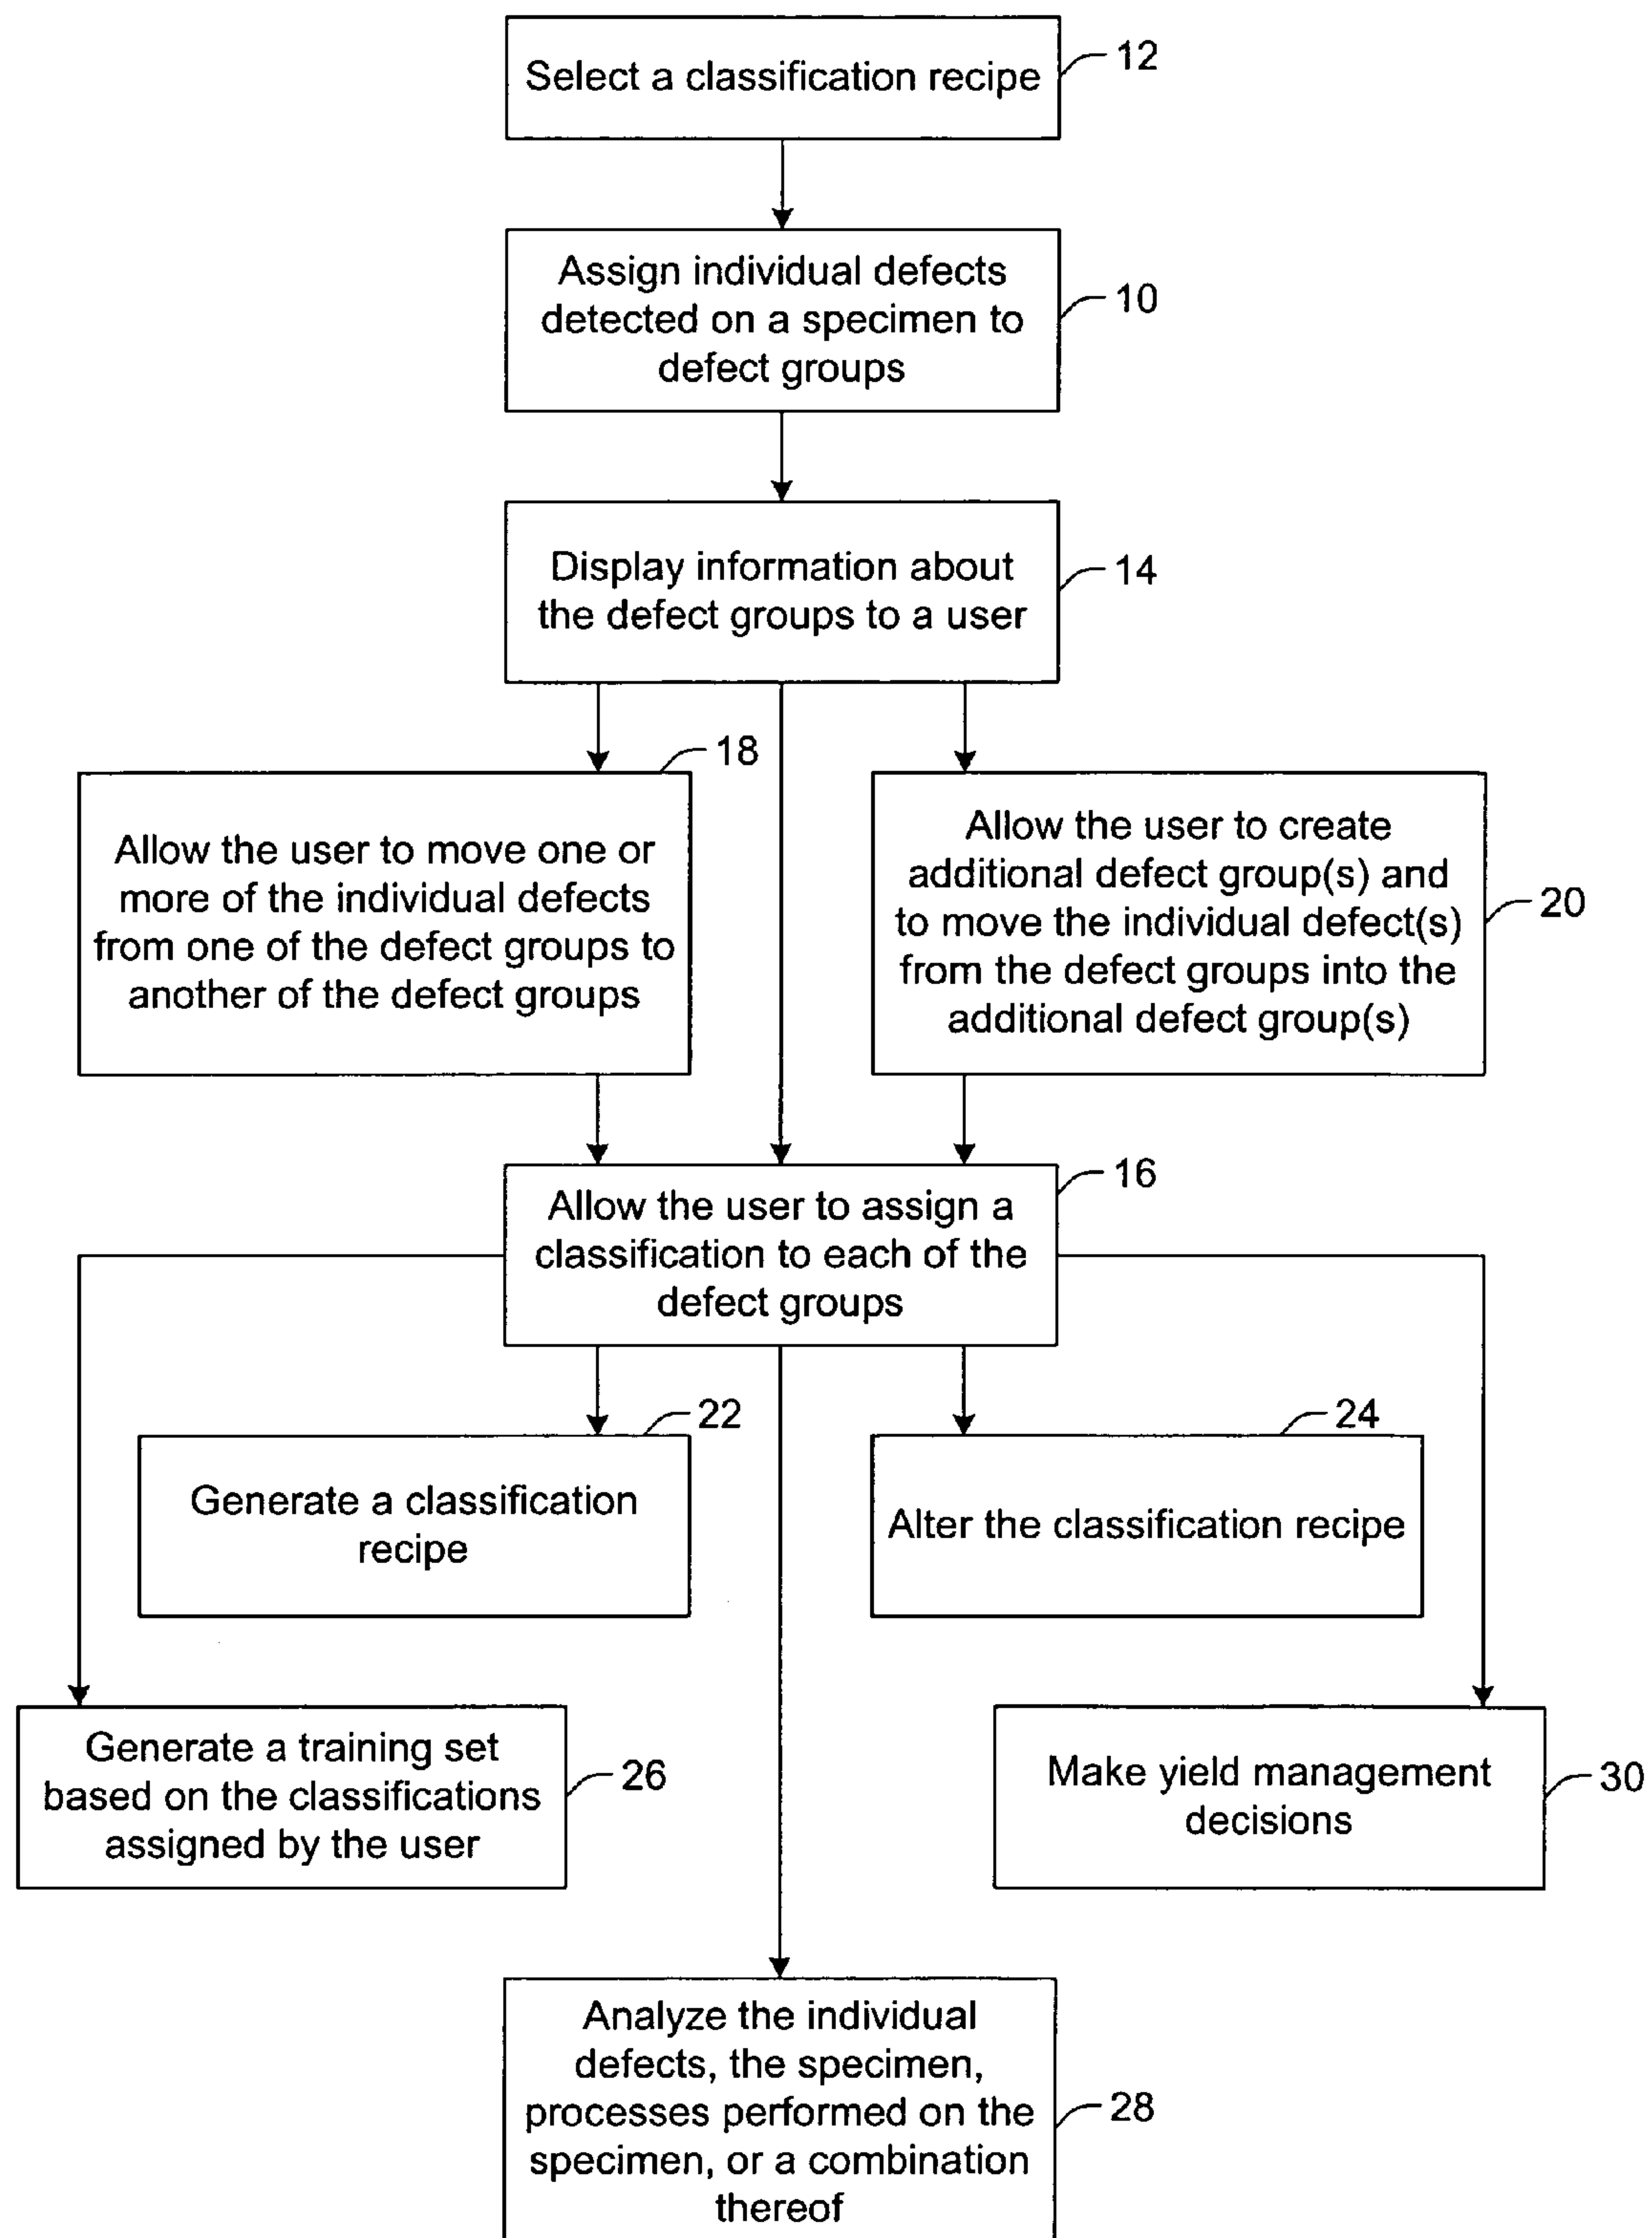 Select a classification recipe
12
Assign individual defects
detected on a specimen to
defect groups
10
Display information about
the defect groups to a user
14
18
Allow the user to move one or
more of the individual defects
from one of the defect groups to
another of the defect groups
Allow the user to create
additional defect group(s) and
to move the individual defect(s)
from the defect groups into the
additional defect group(s)
20
16
Allow the user to assign a
classification to each of the
defect groups
22
Generate a classification
recipe
24
Alter the classification recipe
Generate a training set
based on the classifications
assigned by the user
26
Make yield management
decisions
30
Analyze the individual
defects, the specimen,
processes performed on the
specimen, or a combination
thereof
28